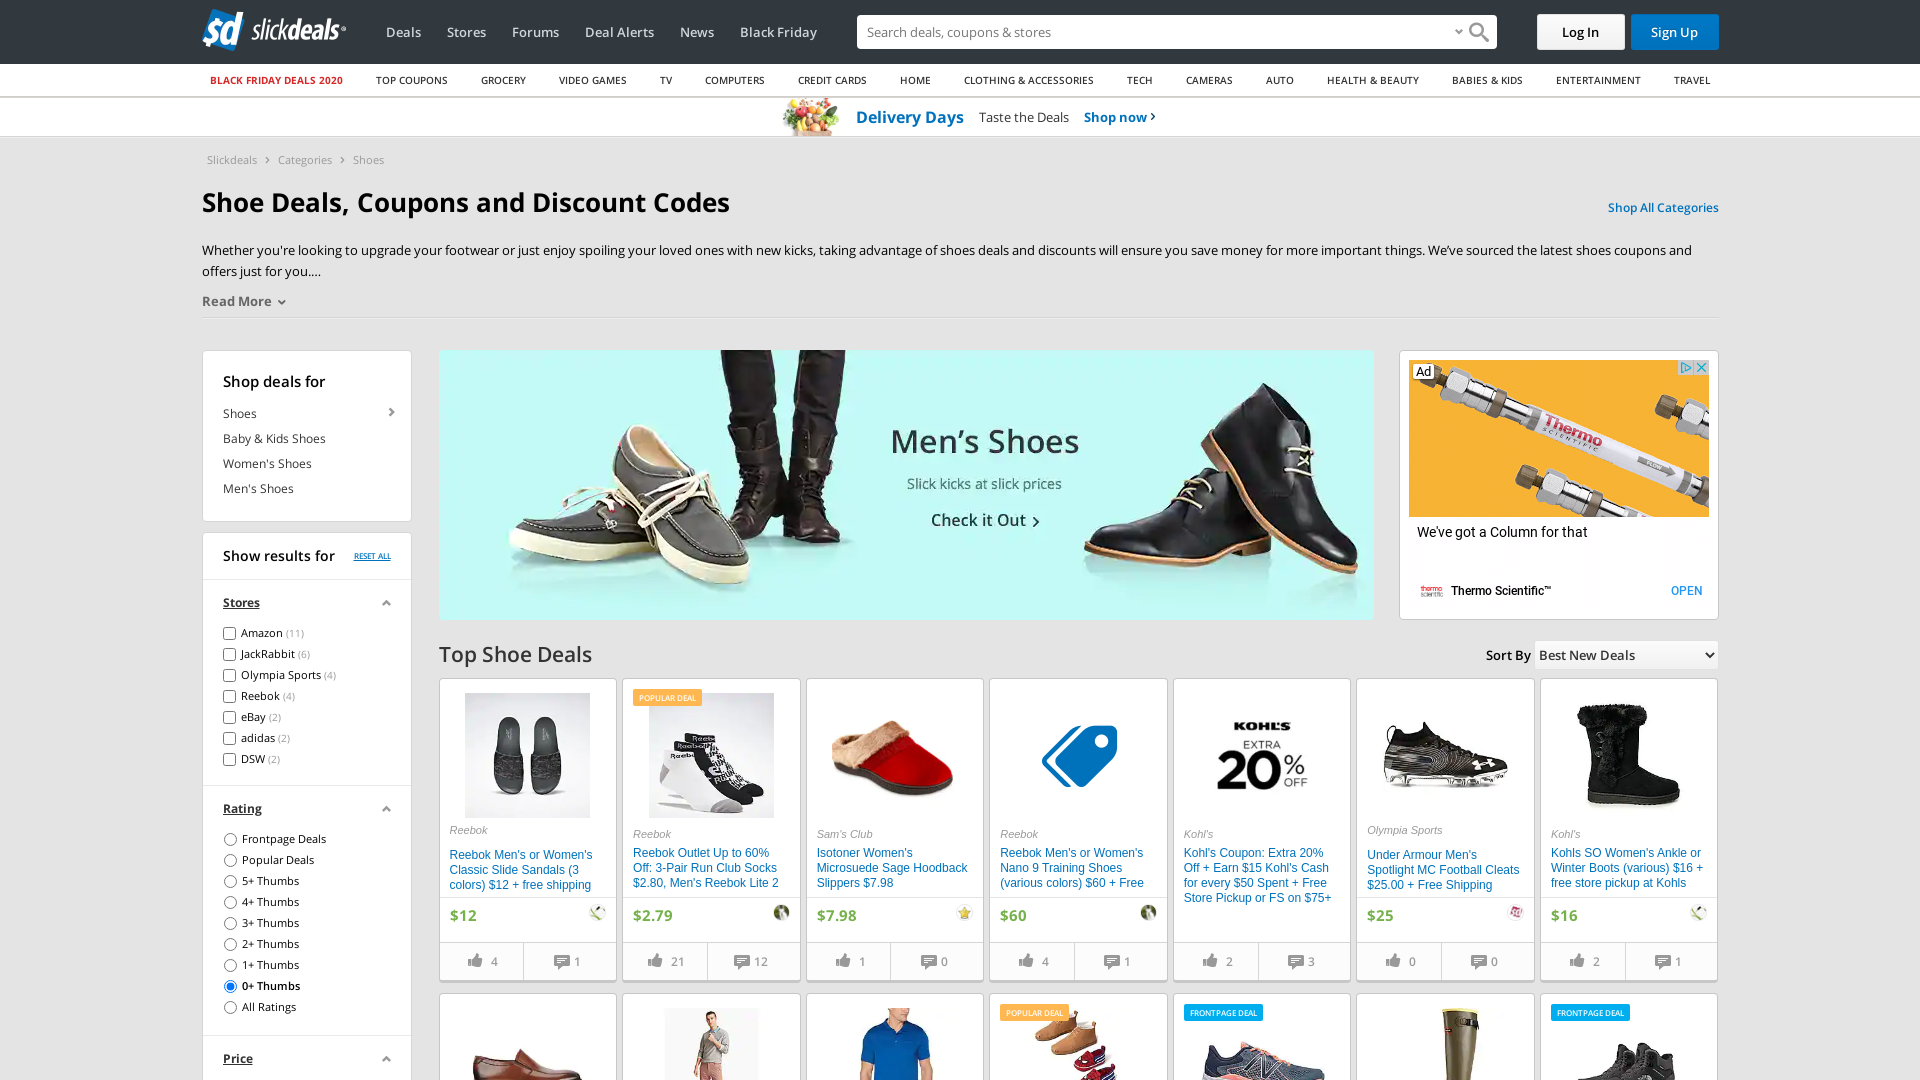 slickdeals
Deals
Stores
Forums
Deal Alerts
News
Black Friday
Search deals, coupons & stores
Log In
Sign Up
BLACK FRIDAY DEALS 2020
TOP COUPONS
GROCERY
VIDEO GAMES
TV
COMPUTERS
CREDIT CARDS
HOME
CLOTHING & ACCESSORIES
TECH
CAMERAS
AUTO
HEALTH & BEAUTY
BABIES & KIDS
ENTERTAINMENT
TRAVEL
Delivery Days Taste the Deals Shop now
Slickdeals > Categories > Shoes
Shoe Deals, Coupons and Discount Codes
Shop All Categories
Whether you're looking to upgrade your footwear or just enjoy spoiling your loved ones with new kicks, taking advantage of shoes deals and discounts will ensure you save money for more important things. We’ve sourced the latest shoes coupons and
offers just for you....
Read More
Shop deals for
Shoes
Baby & Kids Shoes
Women's Shoes
Men's Shoes
Show results for
RESET ALL
Stores
Amazon (11)
JackRabbit (6)
Olympia Sports (4)
Reebok (4)
eBay (2)
adidas (2)
DSW (2)
Rating
Frontpage Deals
Popular Deals
5+ Thumbs
4+ Thumbs
3+ Thumbs
2+ Thumbs
1+ Thumbs
0+ Thumbs
All Ratings
Price
Men’s Shoes
Slick kicks at slick prices
Check it Out
Ad
Thermo
SCIENTIFIC
FLOW
We've got a Column for that
thermo
scientific
Thermo Scientific™
OPEN
Top Shoe Deals
Sort By
Best New Deals
Reebok
Reebok Men's or Women's
Classic Slide Sandals (3
colors) $12 + free shipping
$12
4
1
POPULAR DEAL
Reebok
Reebok Outlet Up to 60%
Off: 3-Pair Run Club Socks
$2.80, Men's Reebok Lite 2
$2.79
21
12
Sam's Club
Isotoner Women's
Microsuede Sage Hoodback
Slippers $7.98
$7.98
1
0
Reebok
Reebok Men's or Women's
Nano 9 Training Shoes
(various colors) $60 + Free
$60
4
1
KOHL'S
EXTRA
20% OFF
Kohl's
Kohl's Coupon: Extra 20%
Off + Earn $15 Kohl's Cash
for every $50 Spent + Free
Store Pickup or FS on $75+
2
3
Olympia Sports
Under Armour Men's
Spotlight MC Football Cleats
$25.00 + Free Shipping
$25
0
0
Kohl's
Kohls SO Women's Ankle or
Winter Boots (various) $16 +
free store pickup at Kohls
$16
2
1
POPULAR DEAL
FRONTPAGE DEAL
FRONTPAGE DEAL